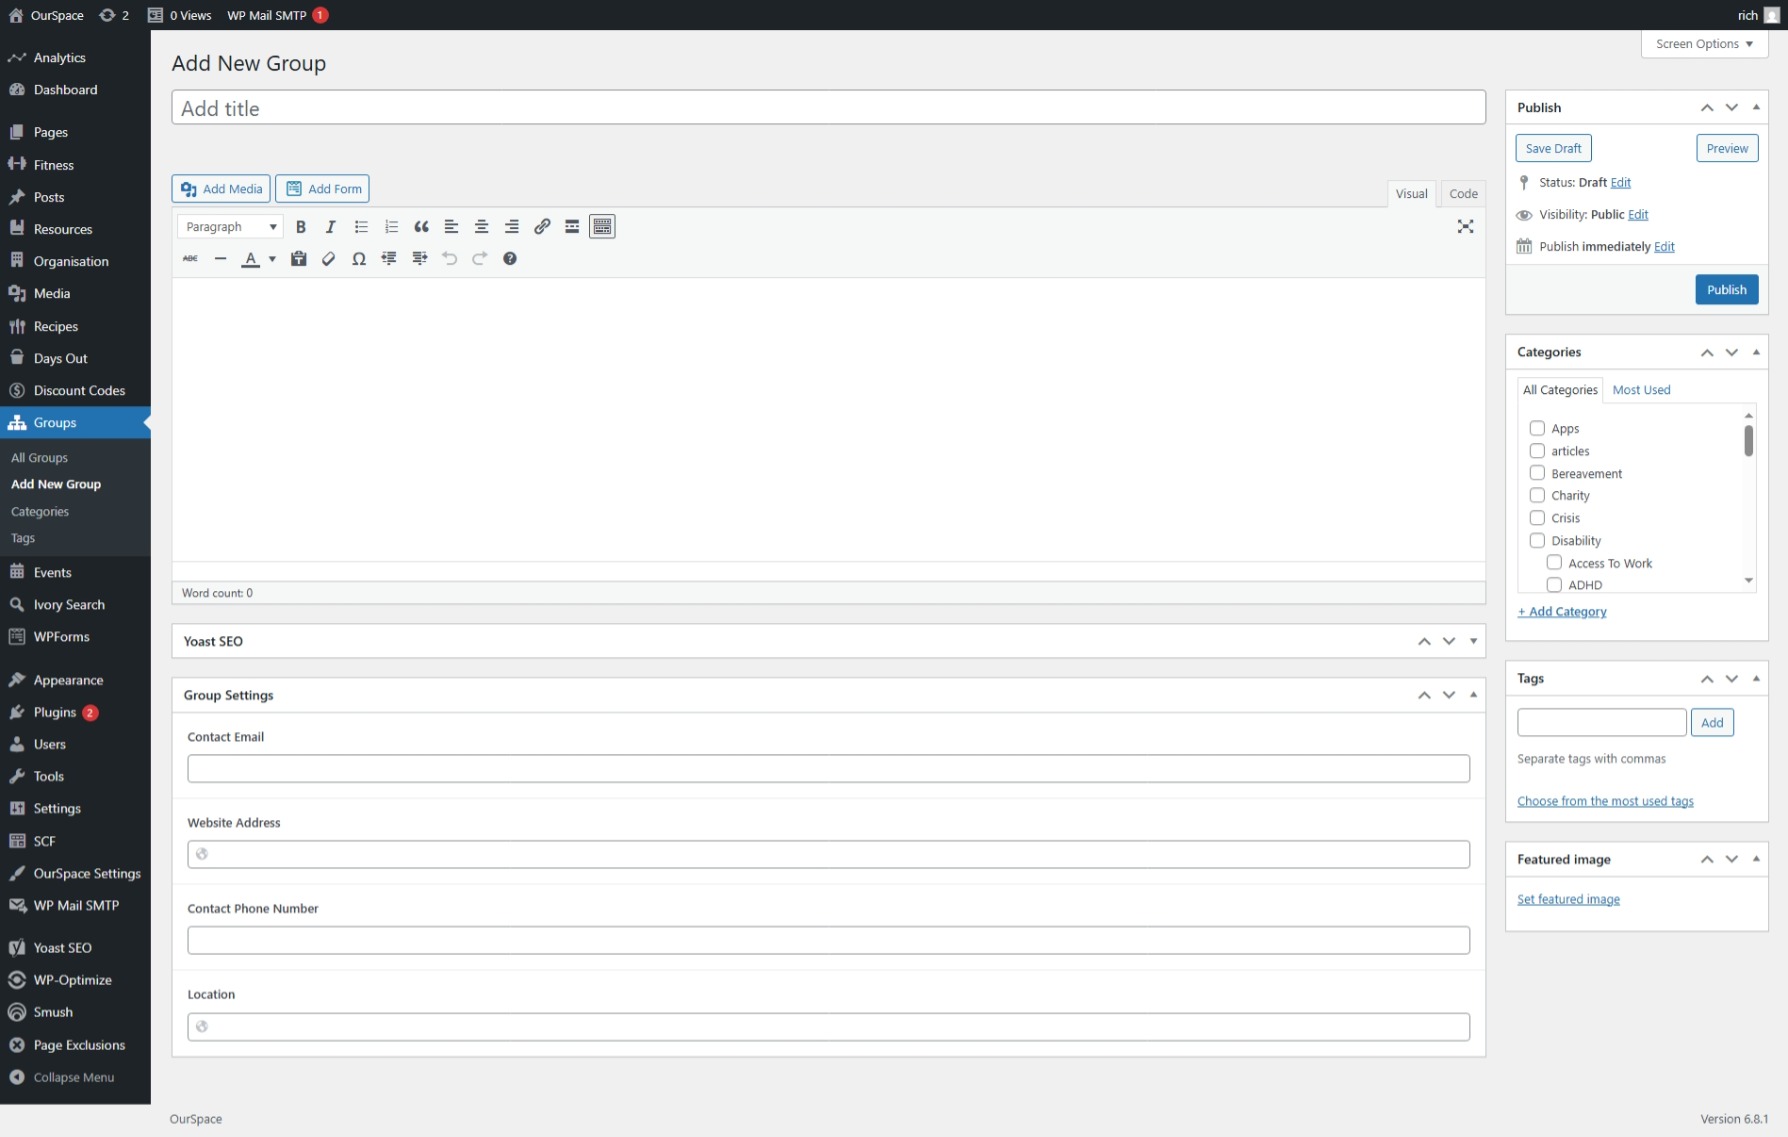 OurSpace 2 0 Views WP Mail SMTP 1 rich
Screen Options
Analytics
Dashboard
Pages
Fitness
Posts
Resources
Organisation
Media
Recipes
Days Out
Discount Codes
Groups
All Groups
Add New Group
Categories
Tags
Events
Ivory Search
WPForms
Appearance
Plugins 2
Users
Tools
Settings
SCF
OurSpace Settings
WP Mail SMTP
Yoast SEO
WP-Optimize
Smush
Page Exclusions
Collapse Menu
Add New Group
Add title
Add Media Add Form Visual Code
Paragraph B I
ABC A Ω
Word count: 0
Yoast SEO
Group Settings
Contact Email
Website Address
Contact Phone Number
Location
Publish
Save Draft Preview
Status: Draft Edit
Visibility: Public Edit
Publish immediately Edit
Publish
Categories
All Categories Most Used
Apps
articles
Bereavement
Charity
Crisis
Disability
Access To Work
ADHD
+ Add Category
Tags
Add
Separate tags with commas
Choose from the most used tags
Featured image
Set featured image
OurSpace Version 6.8.1